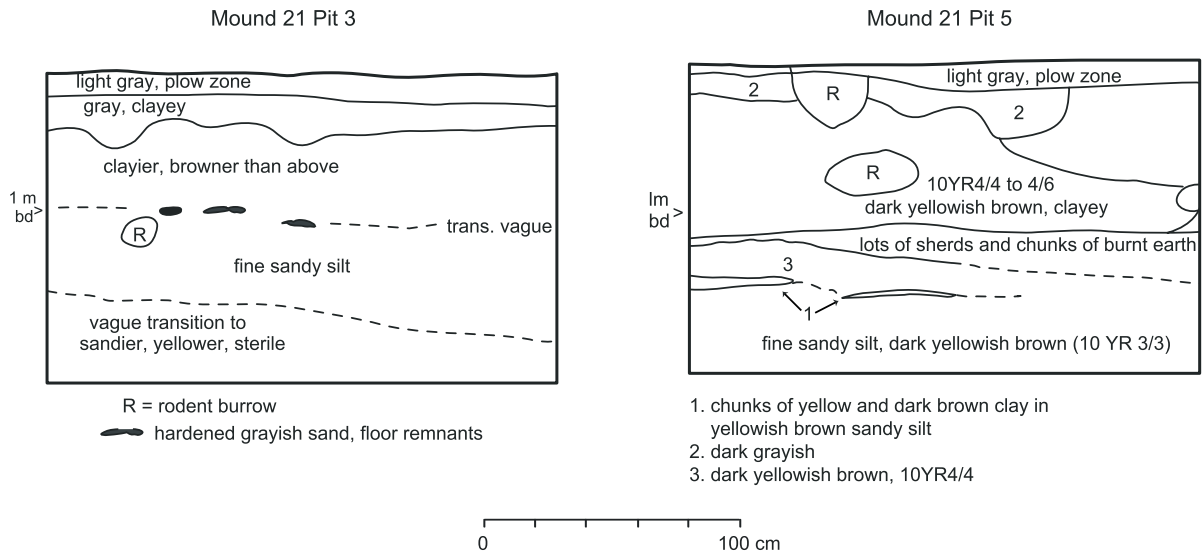 Mound 21 Pit 3
light gray, plow zone
gray, clayey
clayier, browner than above
1 m
bd>
R
trans. vague
fine sandy silt
vague transition to
sandier, yellower, sterile
R = rodent burrow
hardened grayish sand, floor remnants
Mound 21 Pit 5
light gray, plow zone
2
R
2
R
10YR4/4 to 4/6
dark yellowish brown, clayey
lm
bd>
lots of sherds and chunks of burnt earth
3
1
fine sandy silt, dark yellowish brown (10 YR 3/3)
1. chunks of yellow and dark brown clay in
yellowish brown sandy silt
2. dark grayish
3. dark yellowish brown, 10YR4/4
0
100 cm